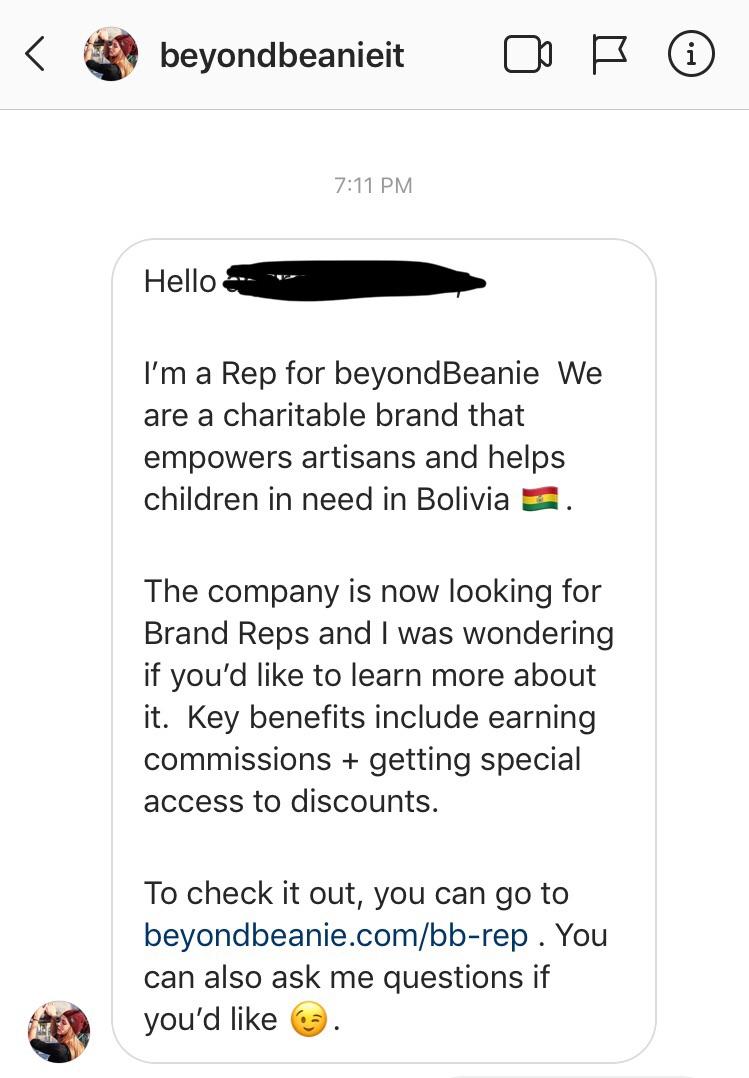 beyondbeanieit
7:11 PM
Hello
I’m a Rep for beyondBeanie  We
are a charitable brand that
empowers artisans and helps
children in need in Bolivia 🇧🇴 .
The company is now looking for
Brand Reps and I was wondering
if you’d like to learn more about
it.  Key benefits include earning
commissions + getting special
access to discounts.
To check it out, you can go to
beyondbeanie.com/bb-rep . You
can also ask me questions if
you’d like 😉 .